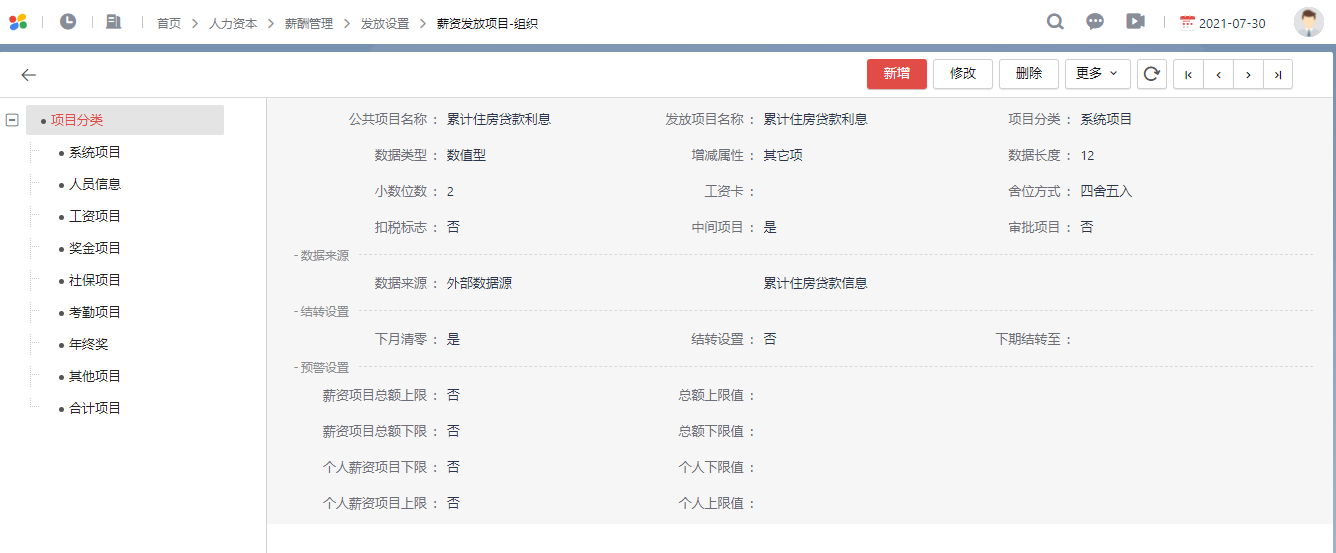 首页 人力资本 薪酬管理 发放设置 薪资发放项目-组织 2021-07-30
新增 修改 删除 更多
项目分类
系统项目
人员信息
工资项目
奖金项目
社保项目
考勤项目
年终奖
其他项目
合计项目
公共项目名称： 累计住房贷款利息 发放项目名称： 累计住房贷款利息 项目分类： 系统项目
数据类型： 数值型 增减属性： 其它项 数据长度： 12
小数位数： 2 工资卡： 舍位方式： 四舍五入
扣税标志： 否 中间项目： 是 审批项目： 否
- 数据来源
数据来源： 外部数据源 累计住房贷款信息
- 结转设置
下月清零： 是 结转设置： 否 下期结转至：
- 预警设置
薪资项目总额上限： 否 总额上限值：
薪资项目总额下限： 否 总额下限值：
个人薪资项目下限： 否 个人下限值：
个人薪资项目上限： 否 个人上限值：